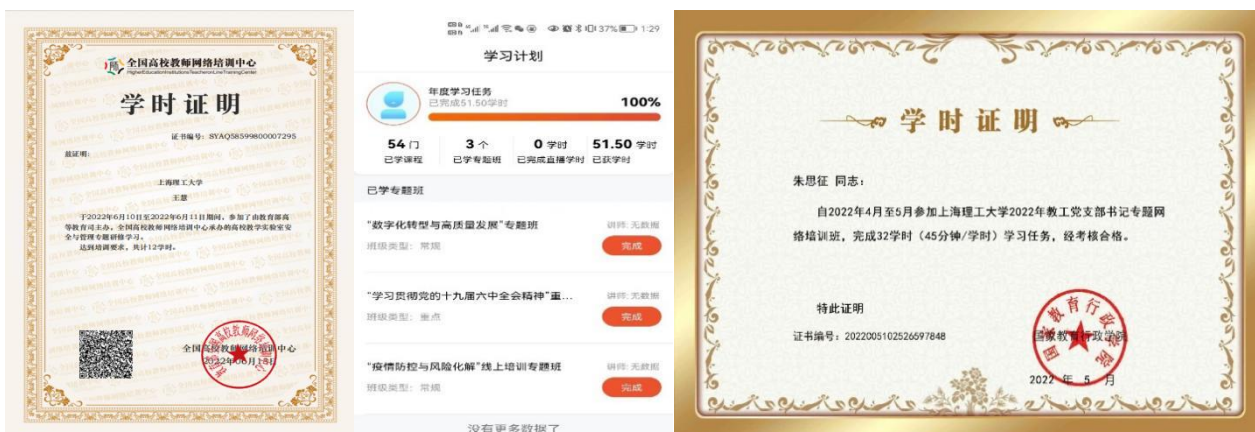 全国高校教师网络培训中心
学时证明
证书编号：SYAQ58599800007295
兹证明：
上海理工大学
王慧
于2022年6月10日至2022年6月11日期间，参加了由教育部高
等教育司主办，全国高校教师网络培训中心承办的高校教学实验室安
全与管理专题研修学习。
达到培训要求，共计12学时。
全国高校教师网络培训中心
37% 1:29
学习计划
年度学习任务
已完成51.50学时
100%
54 门 3 个 0 学时 51.50 学时
已学课程 已学专题班 已完成直播学时 已获学时
已学专题班
“数字化转型与高质量发展”专题班 讲师: 无数据
班级类型: 常规 完成
“学习贯彻党的十九届六中全会精神”重... 讲师: 无数据
班级类型: 重点 完成
“疫情防控与风险化解”线上培训专题班 讲师: 无数据
班级类型: 常规 完成
没有更多数据了
学时证明
朱思征 同志：
自2022年4月至5月参加上海理工大学2022年教工党支部书记专题网
络培训班，完成32学时（45分钟/学时）学习任务，经考核合格。
特此证明
证书编号：2022005102526597848
国家教育行政学院
2022 年 5 月